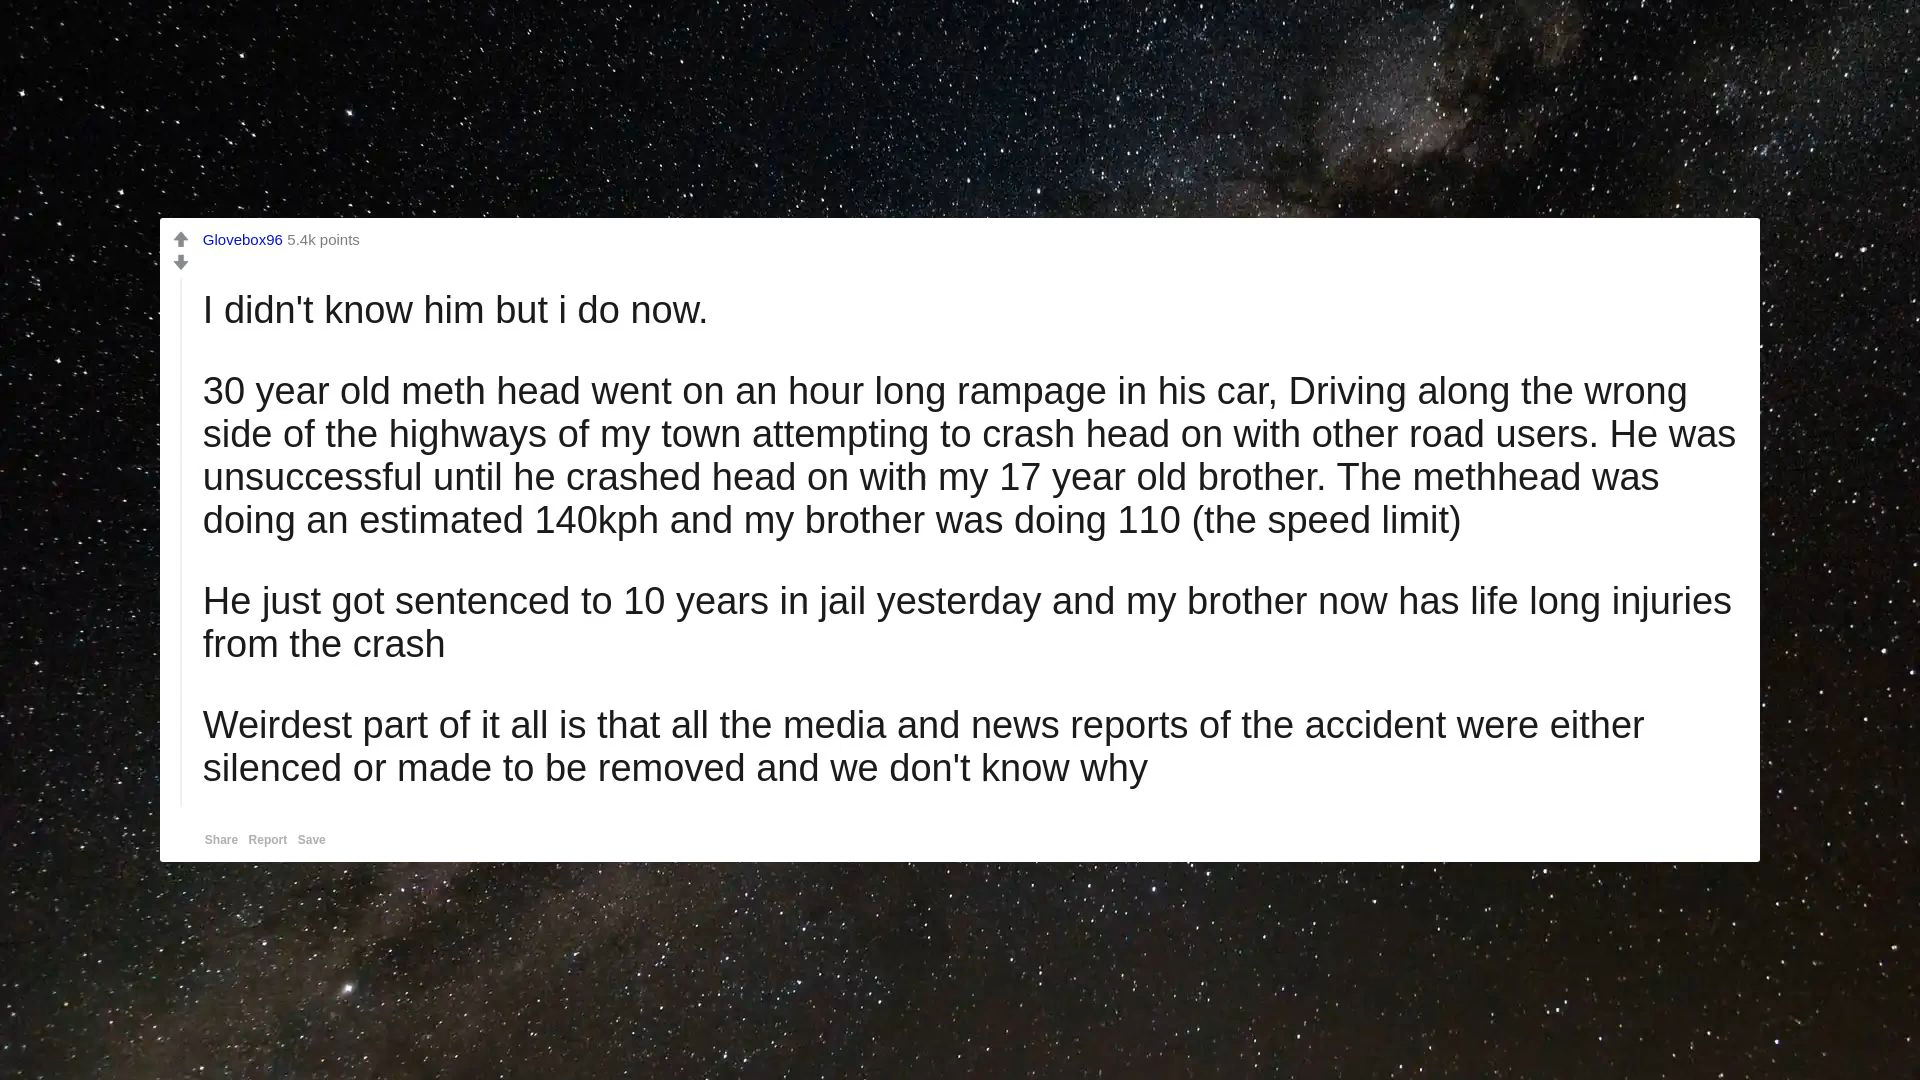 Glovebox96 5.4k points
I didn't know him but i do now.
30 year old meth head went on an hour long rampage in his car, Driving along the wrong
side of the highways of my town attempting to crash head on with other road users. He was
unsuccessful until he crashed head on with my 17 year old brother. The methhead was
doing an estimated 140kph and my brother was doing 110 (the speed limit)
He just got sentenced to 10 years in jail yesterday and my brother now has life long injuries
from the crash
Weirdest part of it all is that all the media and news reports of the accident were either
silenced or made to be removed and we don't know why
Share Report Save